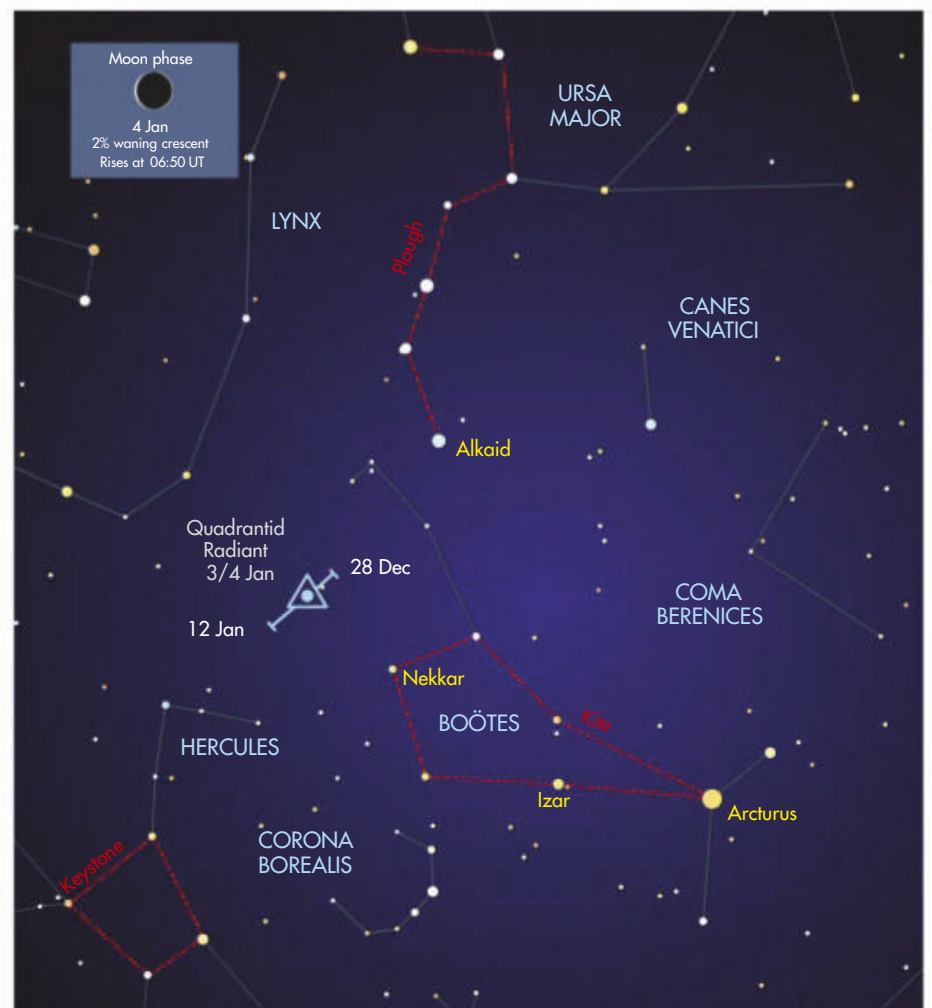 Moon phase
4 Jan
2% waning crescent
Rises at 06:50 UT
URSA
MAJOR
LYNX
Plough
CANES
VENATICI
Alkaid
Quadrantid
Radiant
3/4 Jan
28 Dec
12 Jan
COMA
BERENICES
Nekkar
BOÖTES
Kite
HERCULES
Izar
Arcturus
CORONA
BOREALIS
Keystone